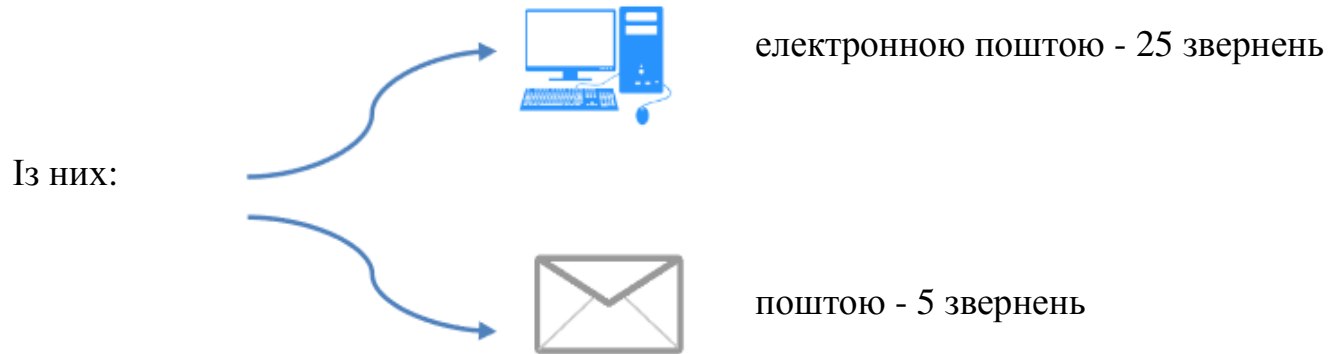 електронною поштою - 25 звернень
Із них:
поштою - 5 звернень